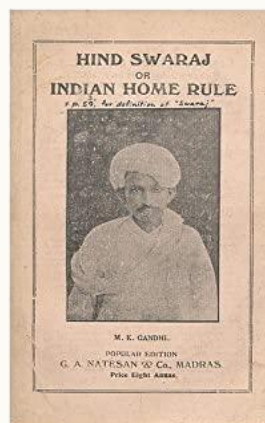 HIND SWARAJ
OR
INDIAN HOME RULE
for definition of "Swaraj"
M. K. GANDHI.
POPULAR EDITION
G. A. NATESAN & Co., MADRAS
Price Eight Annas.